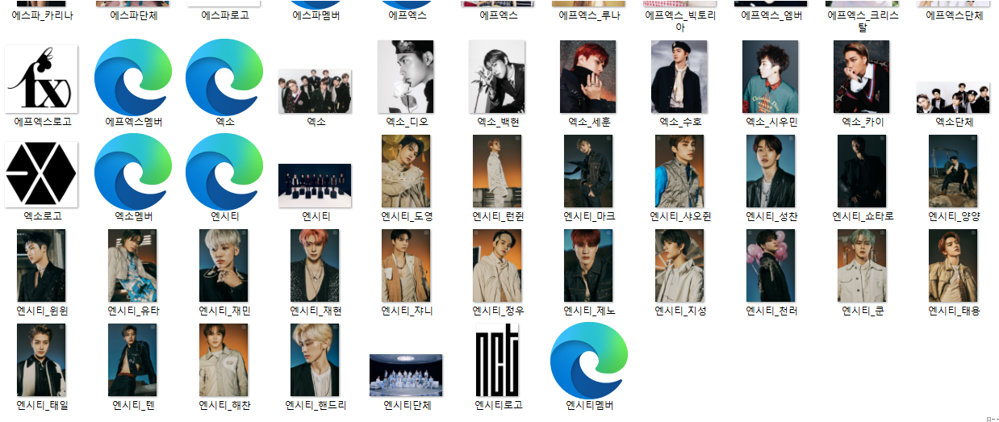 에스파_카리나 에스파단체 에스파로고 에스파멤버 에프엑스 에프엑스 에프엑스_루나 에프엑스_빅토리아 에프엑스_엠버 에프엑스_크리스탈 에프엑스단체
fx
에프엑스로고 에프엑스멤버 엑소 엑소 엑소_디오 엑소_백현 엑소_세훈 엑소_수호 엑소_시우민 엑소_카이 엑소단체
EXO
엑소로고 엑소멤버 엔시티 엔시티 엔시티_도영 엔시티_런쥔 엔시티_마크 엔시티_샤오쥔 엔시티_성찬 엔시티_쇼타로 엔시티_양양
엔시티_윈윈 엔시티_유타 엔시티_재민 엔시티_재현 엔시티_쟈니 엔시티_정우 엔시티_제노 엔시티_지성 엔시티_천러 엔시티_쿤 엔시티_태용
nct
엔시티_태일 엔시티_텐 엔시티_해찬 엔시티_핸드리 엔시티단체 엔시티로고 엔시티멤버